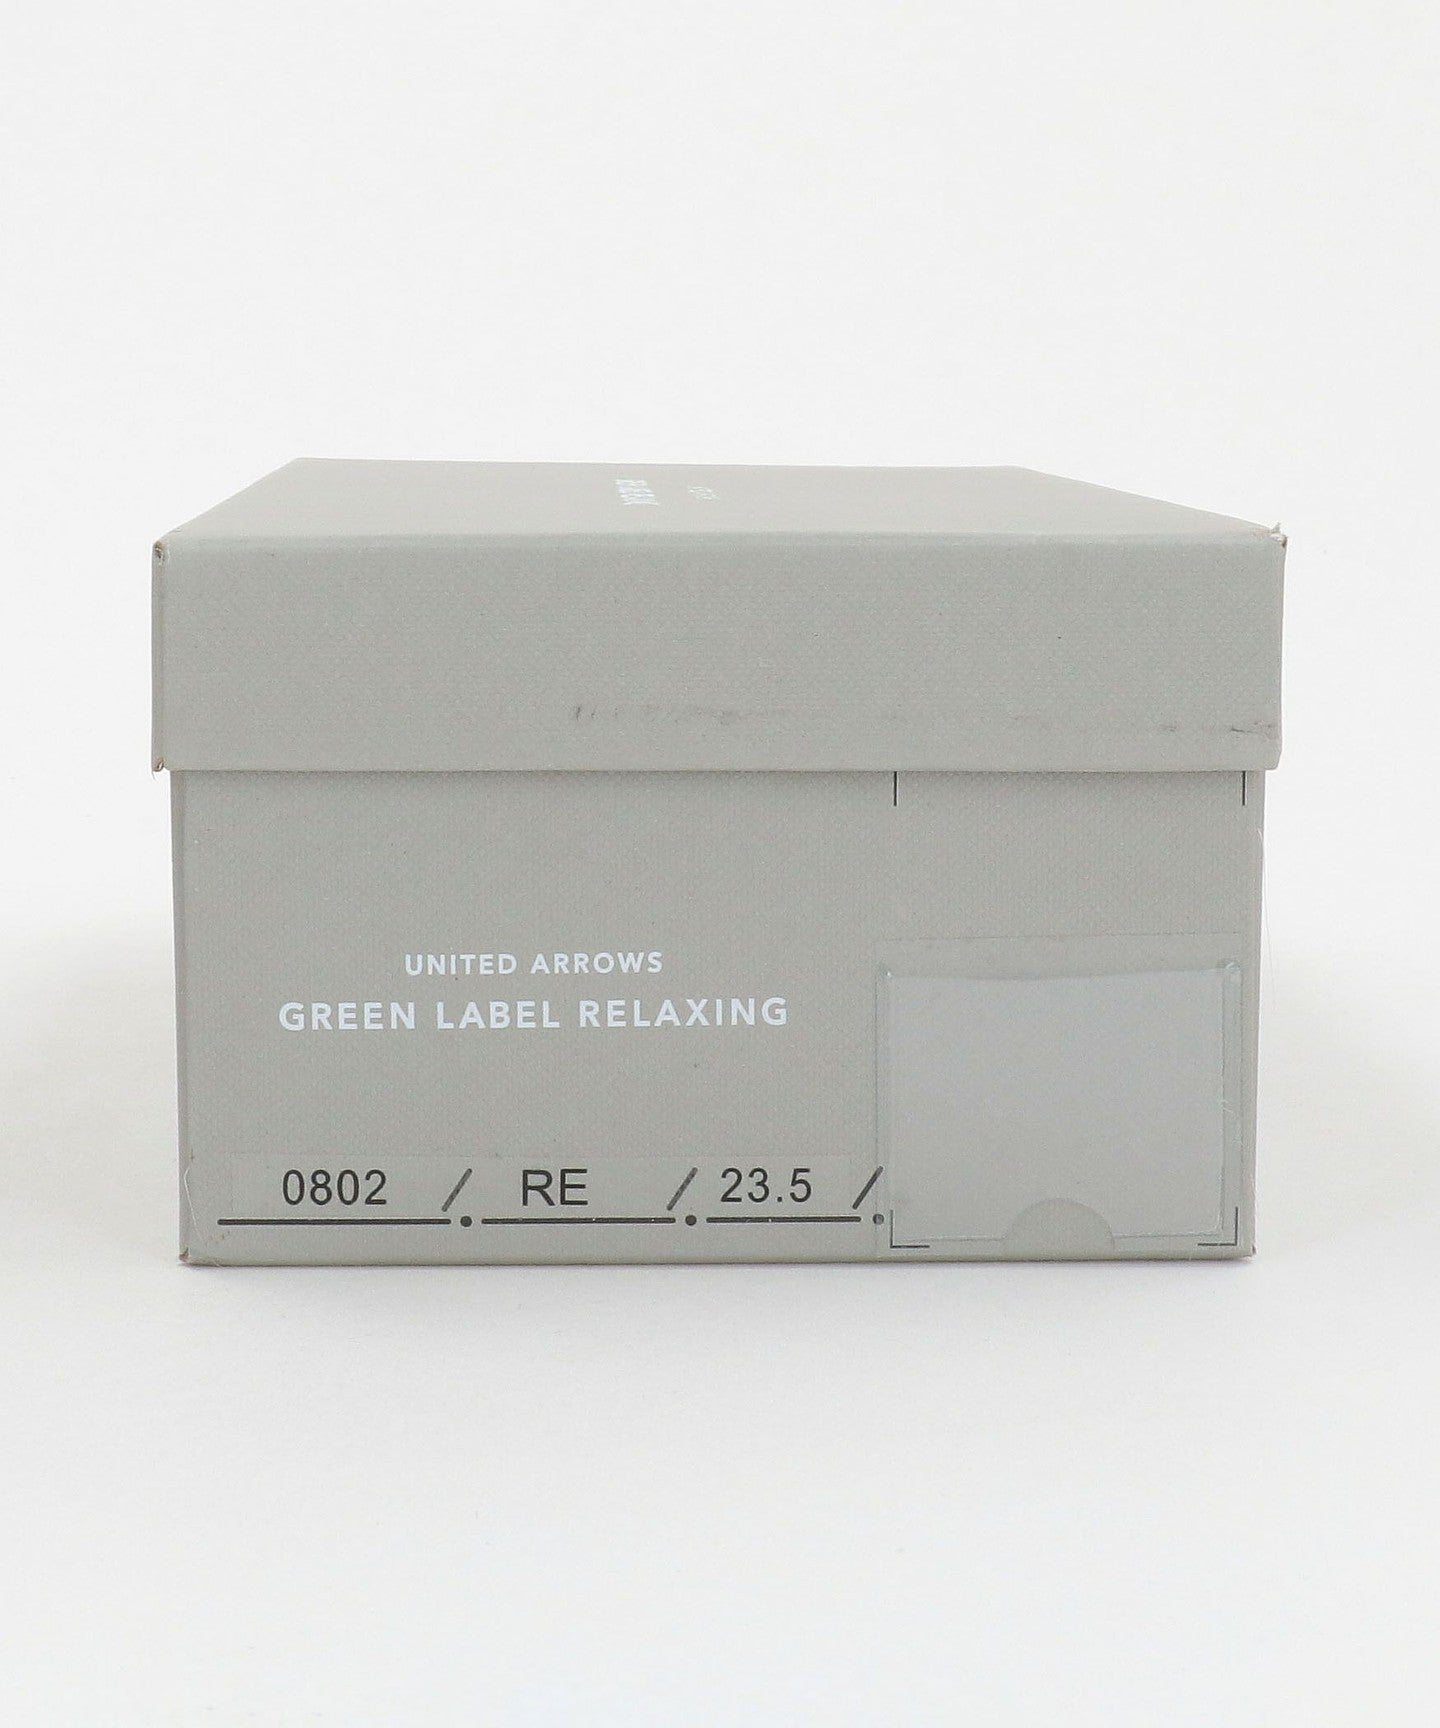 UNITED ARROWS
GREEN LABEL RELAXING
0802 / RE / 23.5 /